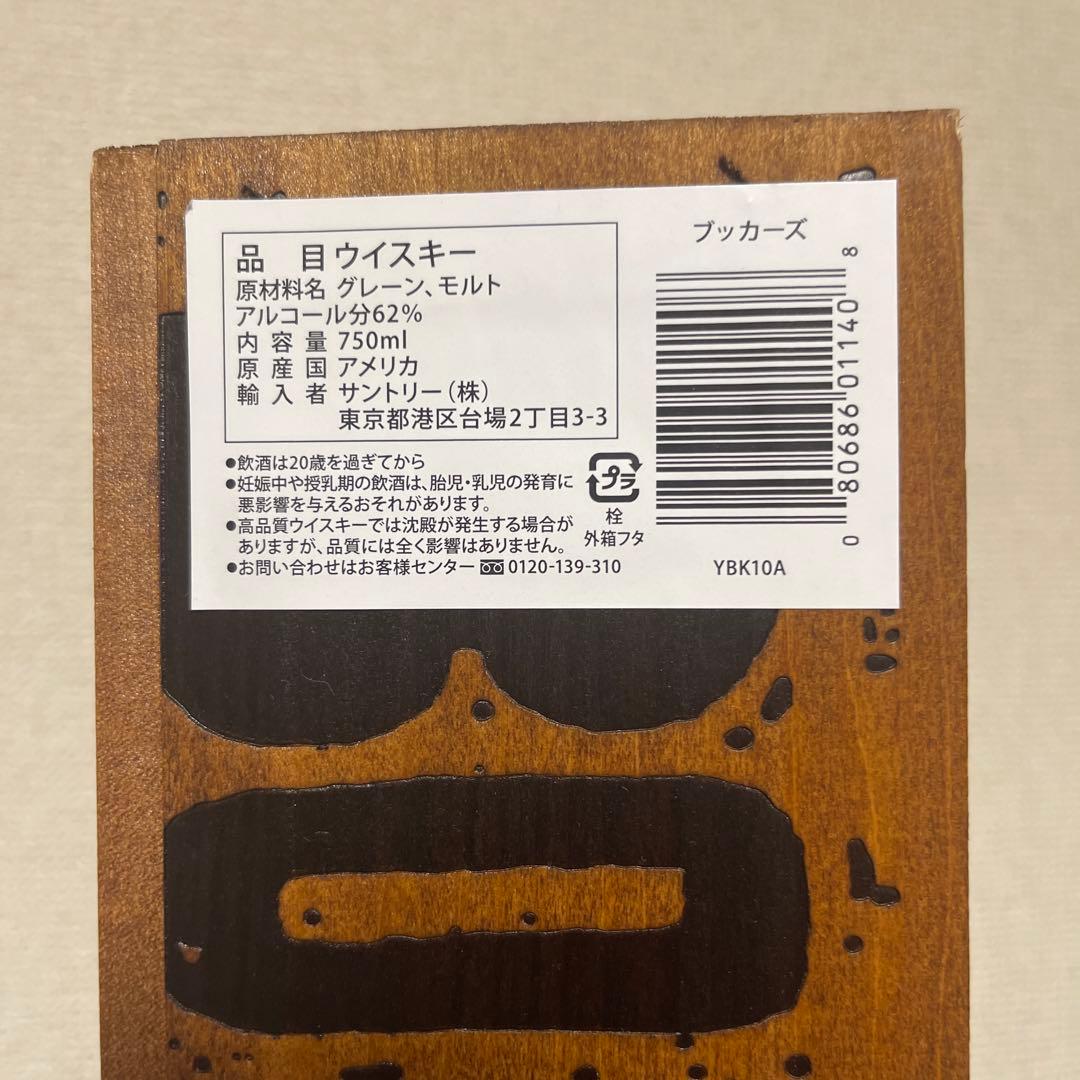 品 目 ウイスキー
原材料名 グレーン、モルト
アルコール分62%
内容量 750ml
原産国 アメリカ
輸入者 サントリー(株)
東京都港区台場2丁目3-3
●飲酒は20歳を過ぎてから
●妊娠中や授乳期の飲酒は、胎児・乳児の発育に
悪影響を与えるおそれがあります。
●高品質ウイスキーでは沈殿が発生する場合が
ありますが、品質には全く影響はありません。
●お問い合わせはお客様センター 0120-139-310
プラ
栓
外箱フタ
ブッカーズ
0 80686 01140 8
YBK10A